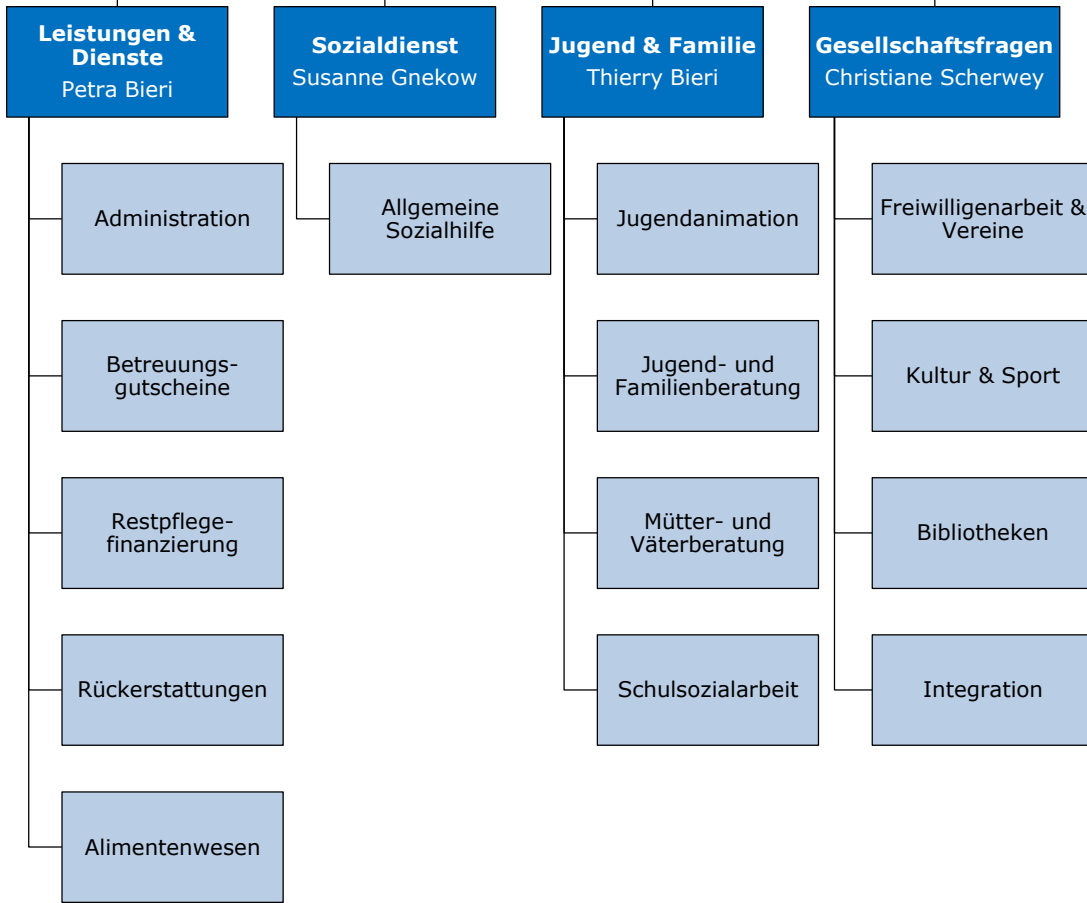 Leistungen &
Dienste
Petra Bieri
Administration
Betreuungs-
gutscheine
Restpflege-
finanzierung
Rückerstattungen
Alimentenwesen
Sozialdienst
Susanne Gnekow
Allgemeine
Sozialhilfe
Jugend & Familie
Thierry Bieri
Jugendanimation
Jugend- und
Familienberatung
Mütter- und
Väterberatung
Schulsozialarbeit
Gesellschaftsfragen
Christiane Scherwey
Freiwilligenarbeit &
Vereine
Kultur & Sport
Bibliotheken
Integration